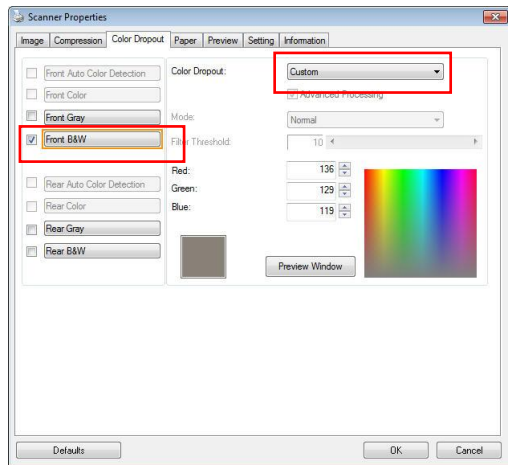 Scanner Properties
Image Compression Color Dropout Paper Preview Setting Information
Front Auto Color Detection
Front Color
Front Gray
Front B&W
Rear Auto Color Detection
Rear Color
Rear Gray
Rear B&W
Color Dropout: Custom
Advanced Processing
Mode: Normal
Filter Threshold: 10
Red: 136
Green: 129
Blue: 119
Preview Window
Defaults OK Cancel